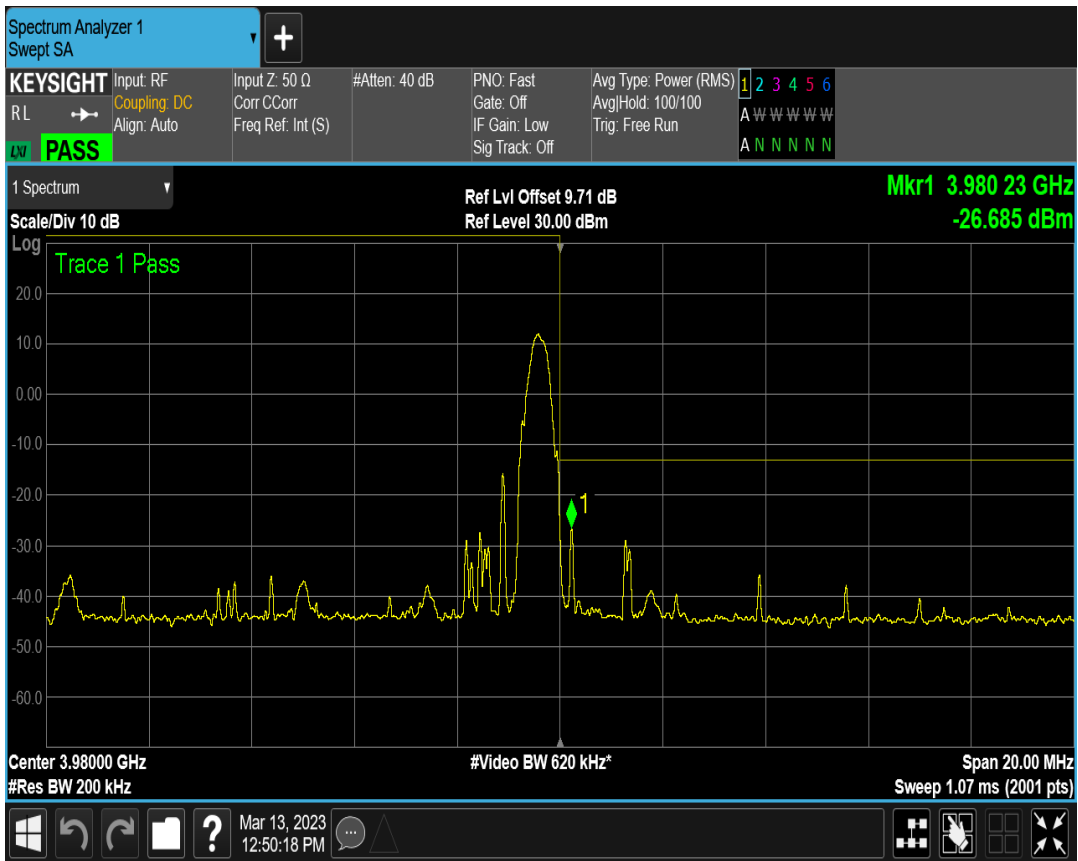 Spectrum Analyzer 1
Swept SA
+
KEYSIGHT
R L
LXI PASS
Input: RF
Coupling: DC
Align: Auto
Input Z: 50 Ω
Corr CCorr
Freq Ref: Int (S)
#Atten: 40 dB
PNO: Fast
Gate: Off
IF Gain: Low
Sig Track: Off
Avg Type: Power (RMS)
Avg|Hold: 100/100
Trig: Free Run
1 2 3 4 5 6
A W W W W W
A N N N N N
1 Spectrum
Scale/Div 10 dB
Ref Lvl Offset 9.71 dB
Ref Level 30.00 dBm
Mkr1 3.980 23 GHz
-26.685 dBm
Log
Trace 1 Pass
20.0
10.0
0.00
-10.0
-20.0
1
-30.0
-40.0
-50.0
-60.0
Center 3.98000 GHz
#Res BW 200 kHz
#Video BW 620 kHz*
Span 20.00 MHz
Sweep 1.07 ms (2001 pts)
?
Mar 13, 2023
12:50:18 PM